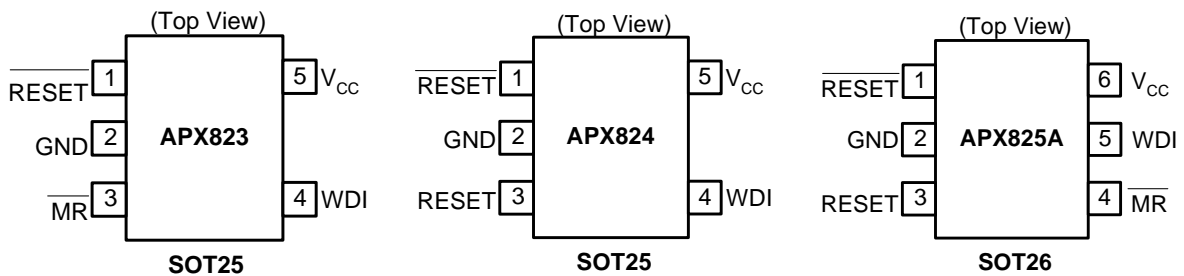 (Top View)
RESET 1
5 VCC
GND 2
APX823
MR 3
4 WDI
SOT25
(Top View)
RESET 1
5 VCC
GND 2
APX824
RESET 3
4 WDI
SOT25
(Top View)
RESET 1
6 VCC
GND 2
APX825A
5 WDI
RESET 3
4 MR
SOT26